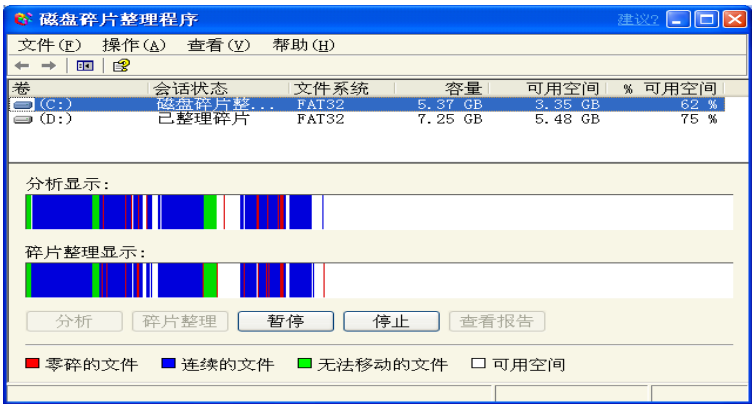 磁盘碎片整理程序 建议?
文件(F) 操作(A) 查看(V) 帮助(H)
卷 会话状态 文件系统 容量 可用空间 % 可用空间
(C:) 磁盘碎片整... FAT32 5.37 GB 3.35 GB 62 %
(D:) 已整理碎片 FAT32 7.25 GB 5.48 GB 75 %
分析显示:
碎片整理显示:
分析 碎片整理 暂停 停止 查看报告
零碎的文件 连续的文件 无法移动的文件 可用空间